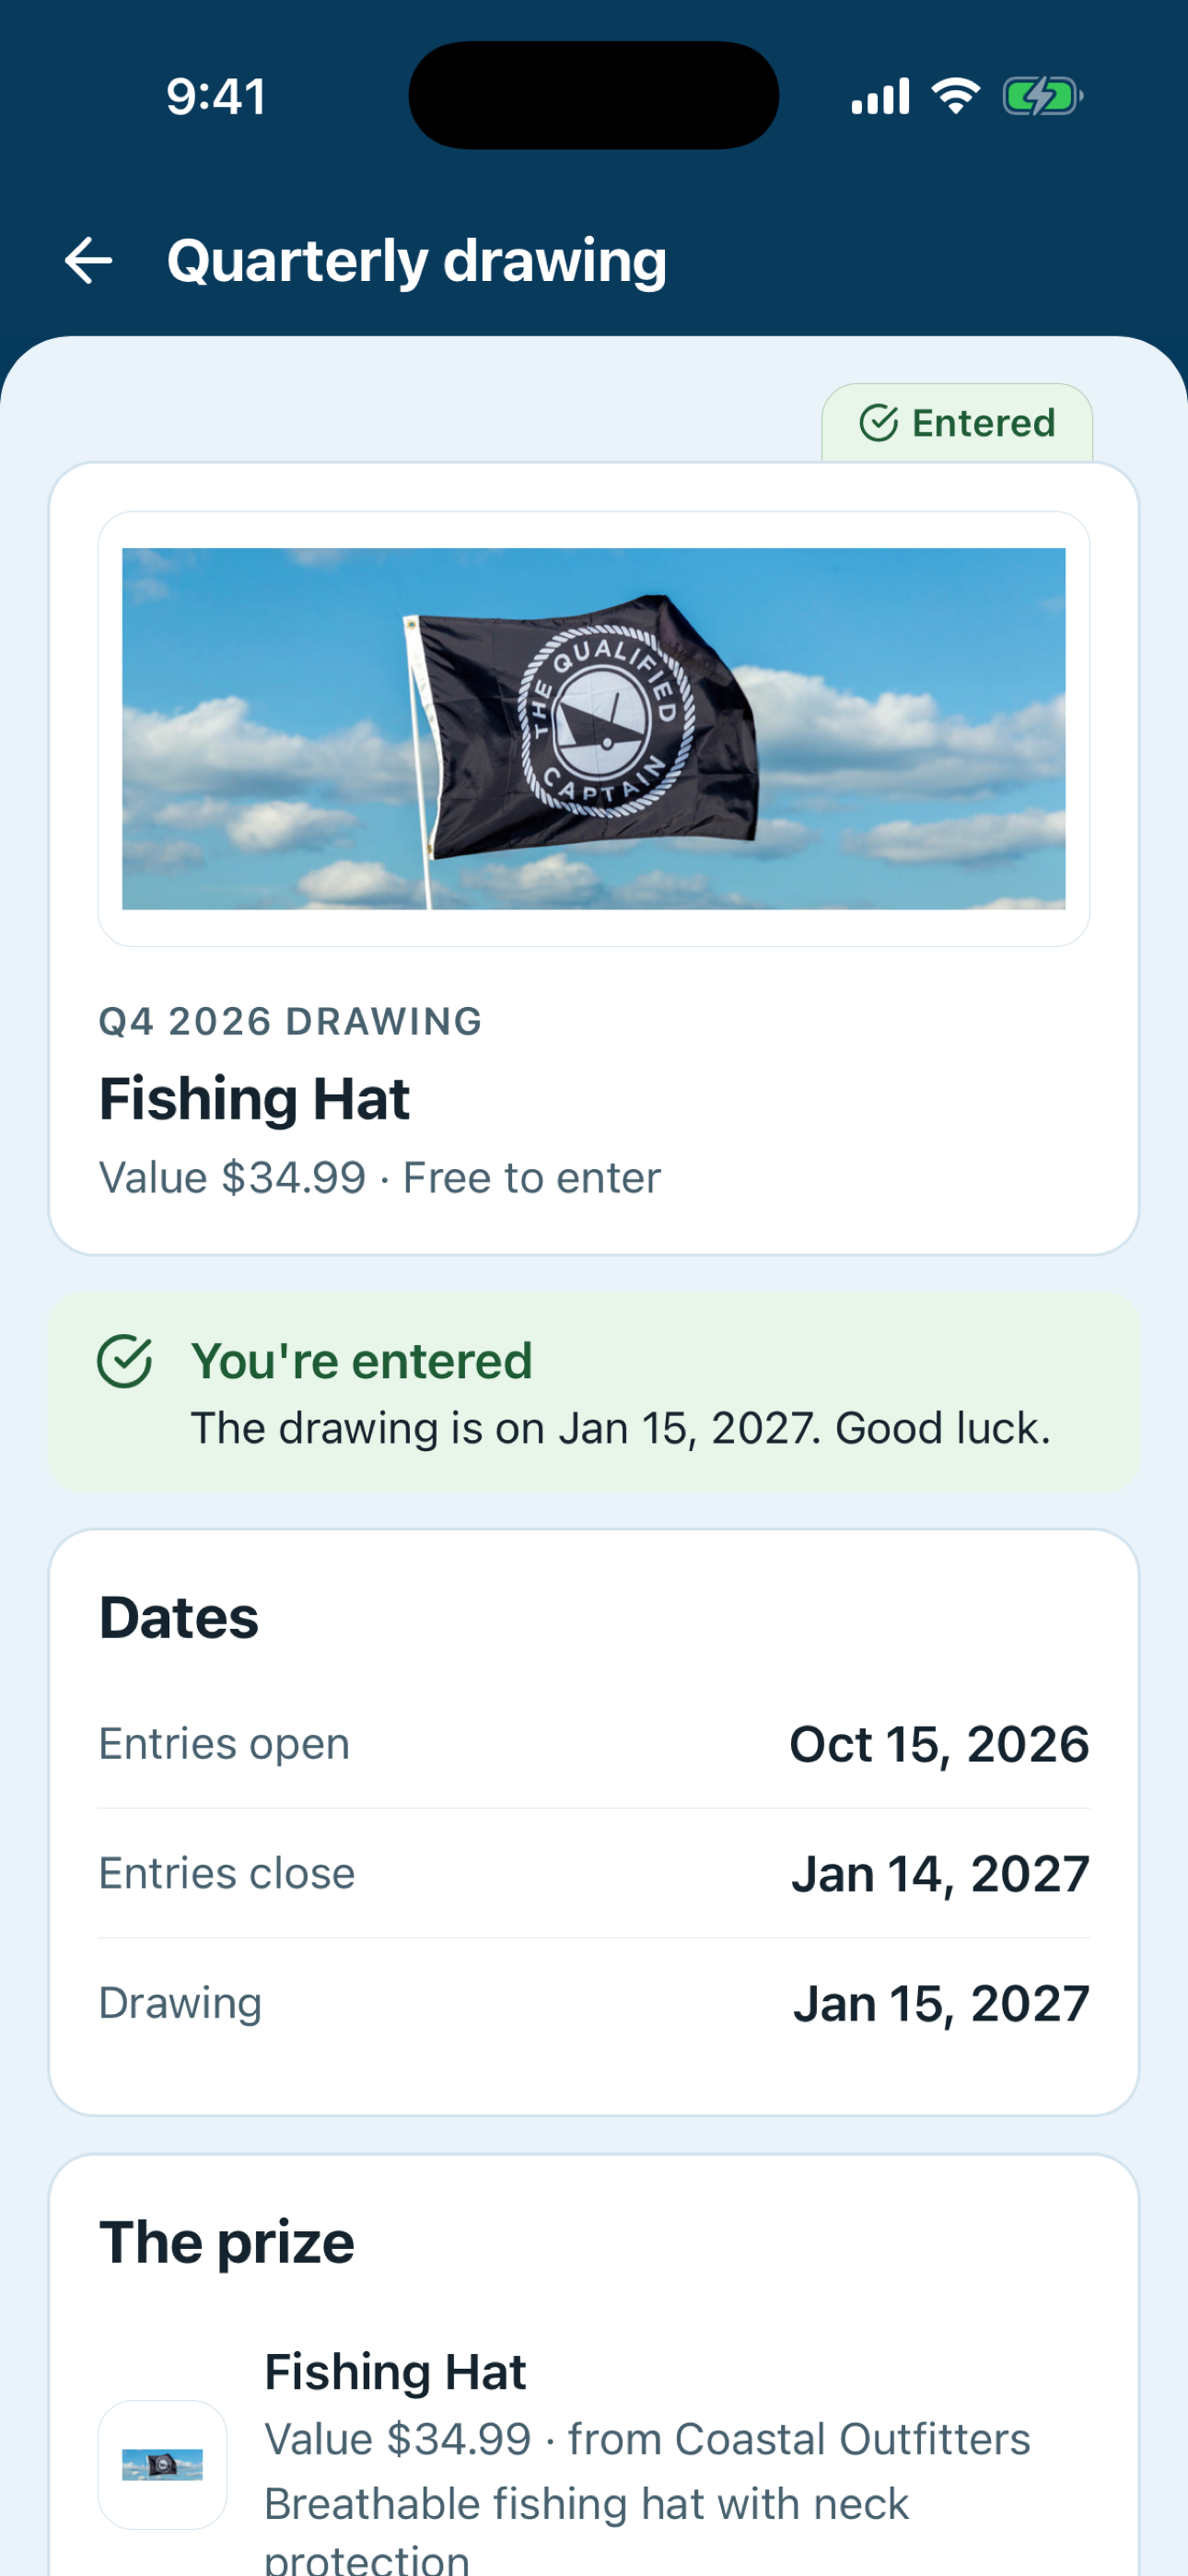 9:41
Quarterly drawing
Entered
THE QUALIFIED
CAPTAIN
Q4 2026 DRAWING
Fishing Hat
Value $34.99 · Free to enter
You're entered
The drawing is on Jan 15, 2027. Good luck.
Dates
Entries open Oct 15, 2026
Entries close Jan 14, 2027
Drawing Jan 15, 2027
The prize
Fishing Hat
Value $34.99 · from Coastal Outfitters
Breathable fishing hat with neck
protection